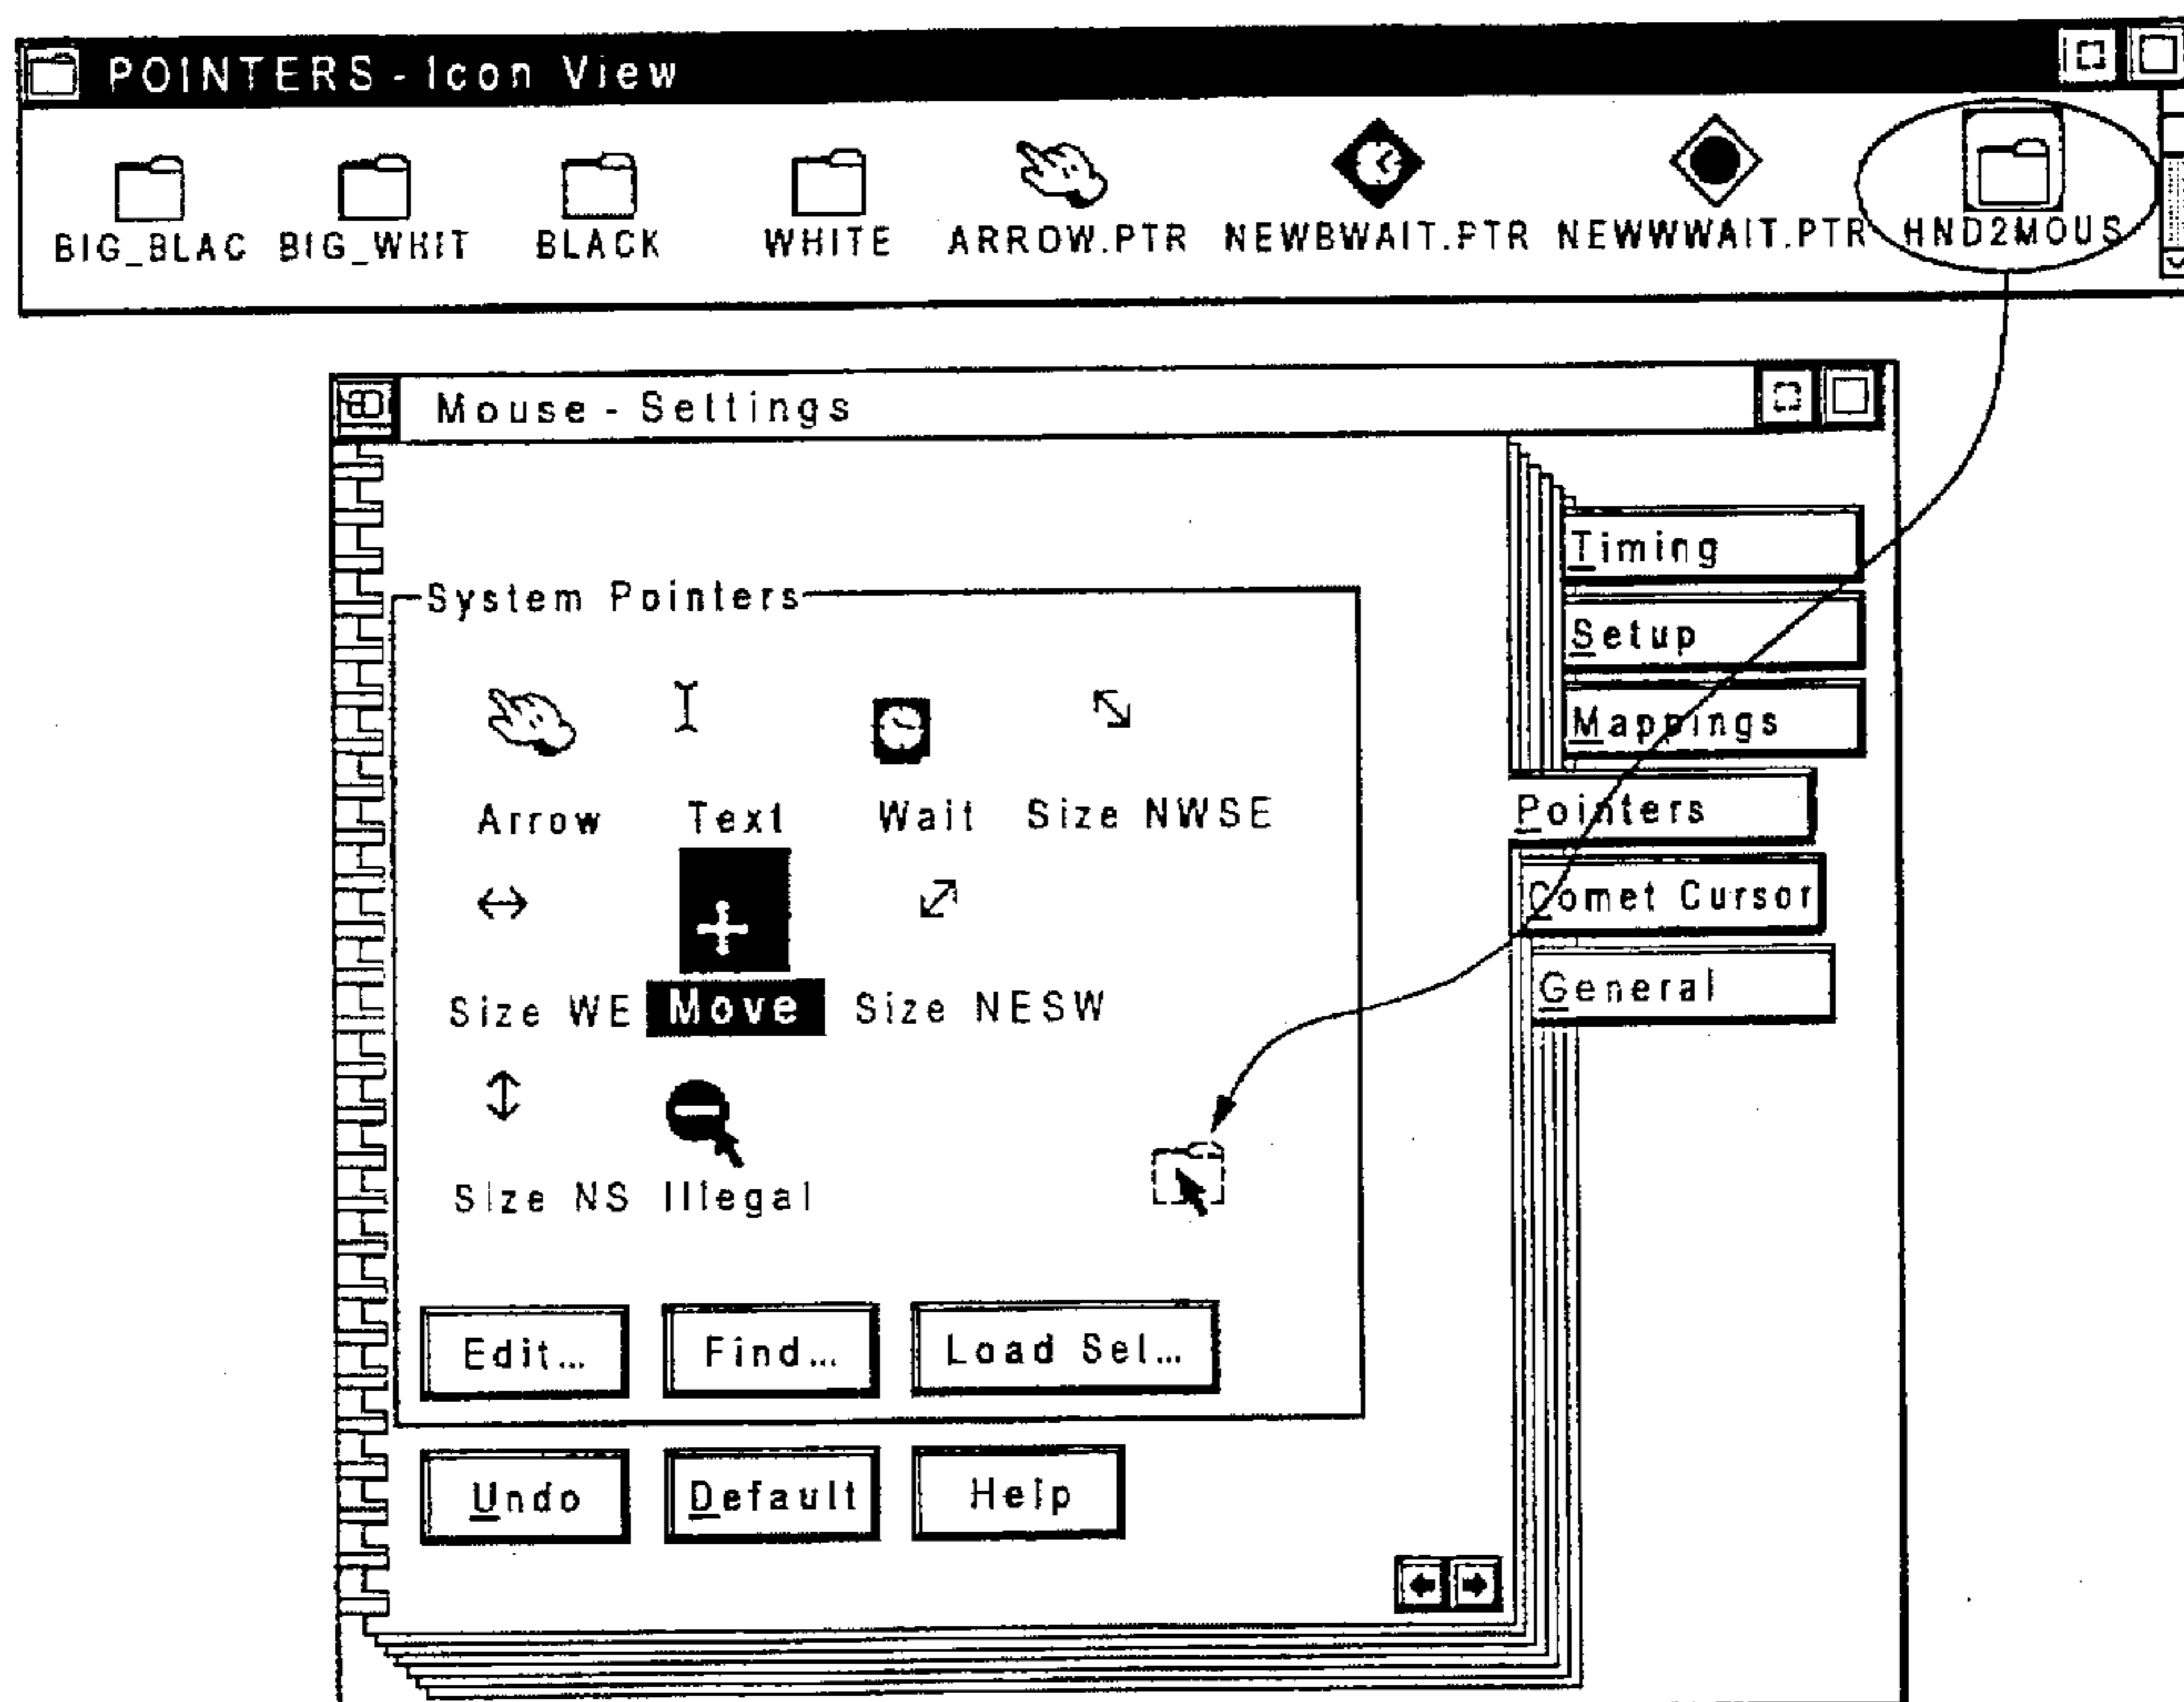 POINTERS - Icon View
BIG_BLAC BIG_WHIT BLACK WHITE ARROW.PTR NEWBWAIT.PTR NEWWWAIT.PTR HND2MOUS
Mouse - Settings
Timing
Setup
Mappings
Pointers
Comet Cursor
General
System Pointers
Arrow Text Wait Size NWSE
Size WE Move Size NESW
Size NS Illegal
Edit... Find... Load Set...
Undo Default Help